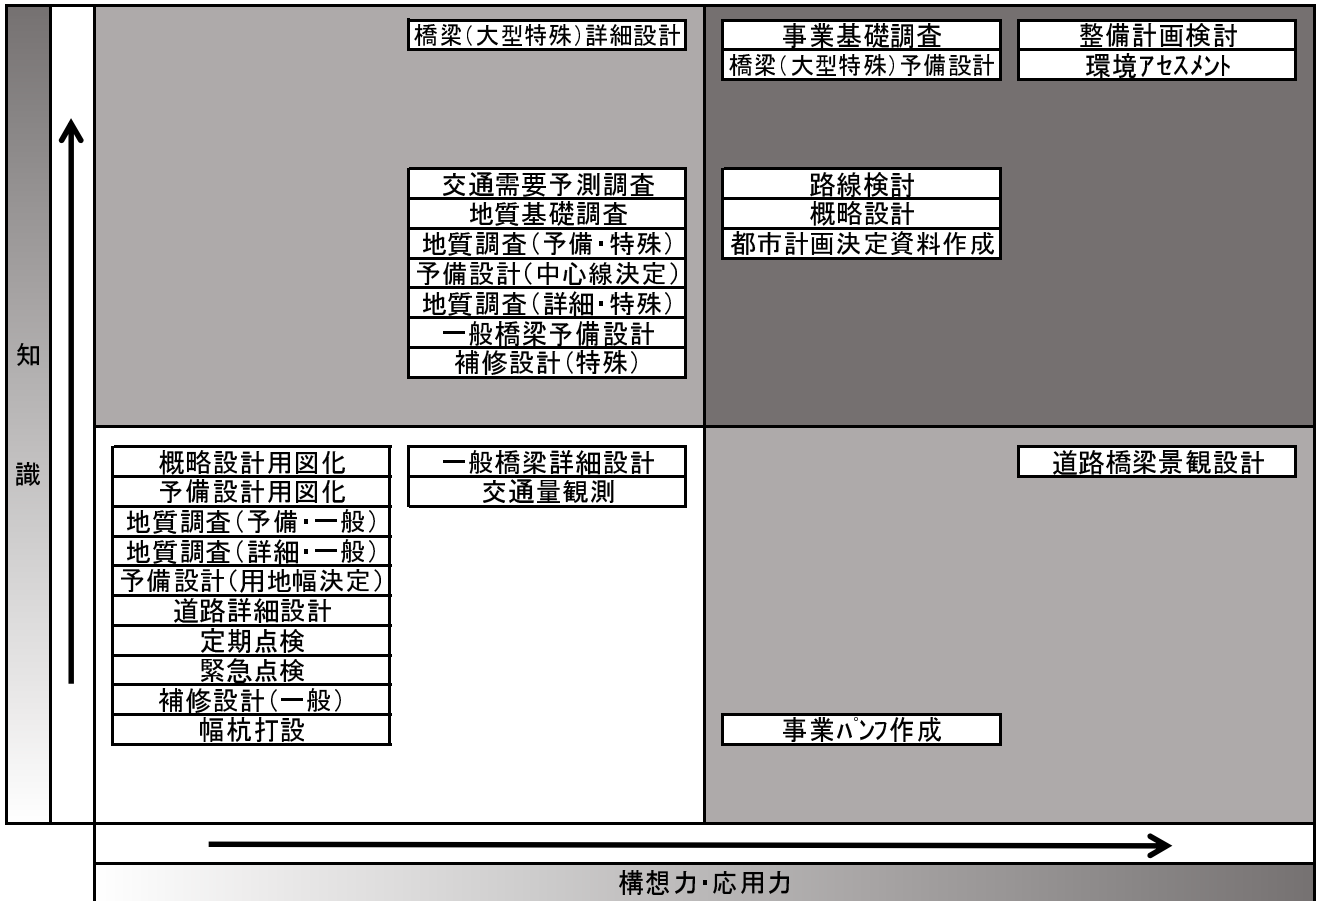 橋梁（大型特殊）詳細設計
事業基礎調査
橋梁（大型特殊）予備設計
整備計画検討
環境アセスメント
交通需要予測調査
地質基礎調査
地質調査（予備・特殊）
予備設計（中心線決定）
地質調査（詳細・特殊）
一般橋梁予備設計
補修設計（特殊）
路線検討
概略設計
都市計画決定資料作成
知識
概略設計用図化
予備設計用図化
地質調査（予備・一般）
地質調査（詳細・一般）
予備設計（用地幅決定）
道路詳細設計
定期点検
緊急点検
補修設計（一般）
幅杭打設
一般橋梁詳細設計
交通量観測
道路橋梁景観設計
事業パンフ作成
構想力・応用力